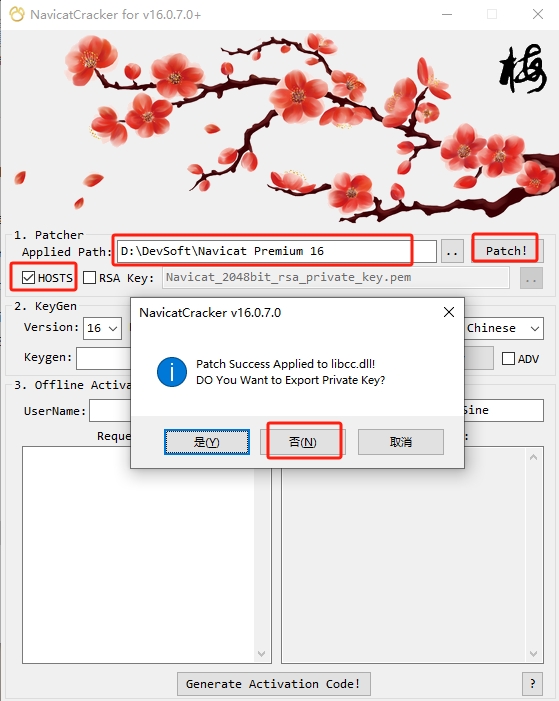 NavicatCracker for v16.0.7.0+
梅
1. Patcher
Applied Path: D:\DevSoft\Navicat Premium 16 .. Patch!
HOSTS RSA Key: Navicat_2048bit_rsa_private_key.pem ..
2. KeyGen
Version: 16 Chinese
Keygen: ADV
NavicatCracker v16.0.7.0
Patch Success Applied to libcc.dll!
DO You Want to Export Private Key?
是(Y) 否(N) 取消
3. Offline Activa
UserName: Sine
Reque :
Generate Activation Code! ?